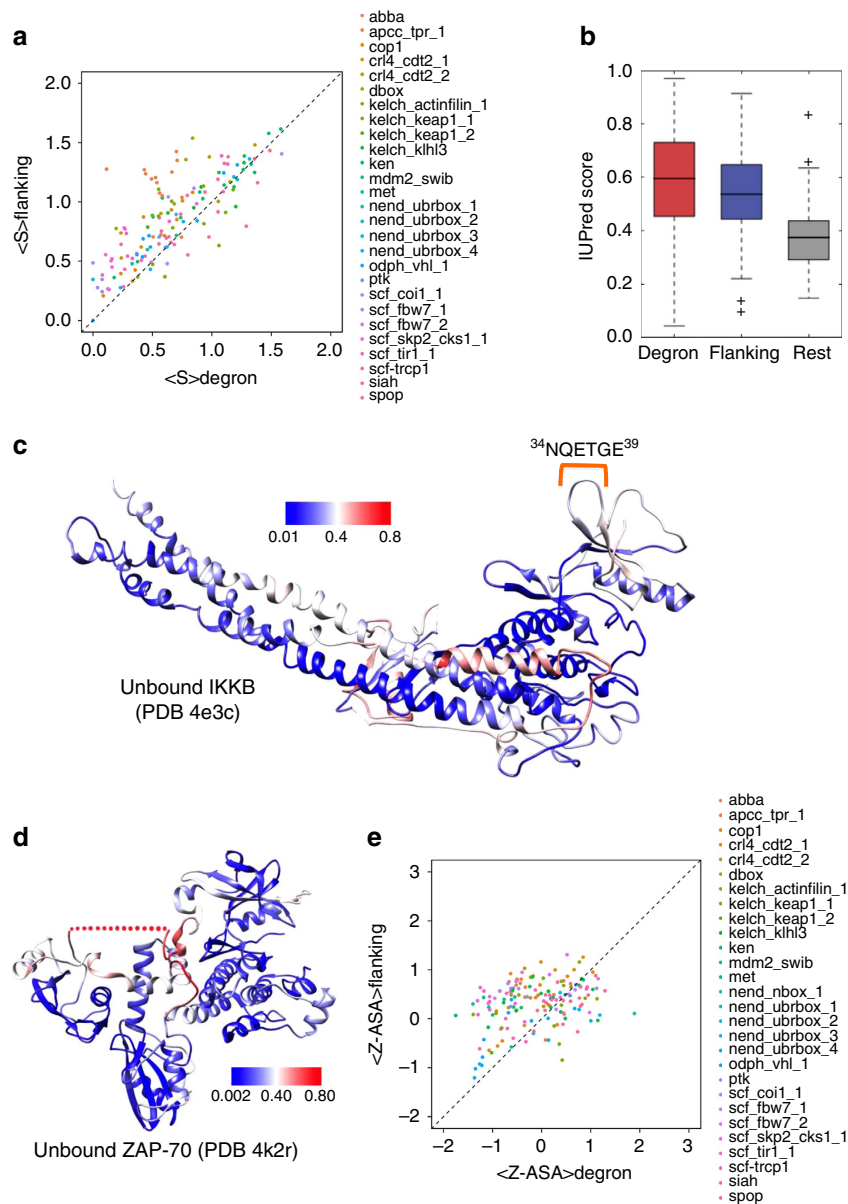 a
<S>flanking
2.0
1.5
1.0
0.5
0.0
0.0 0.5 1.0 1.5 2.0
<S>degron
abba
apcc_tpr_1
cop1
crl4_cdt2_1
crl4_cdt2_2
dbox
kelch_actinfilin_1
kelch_keap1_1
kelch_keap1_2
kelch_klhl3
ken
mdm2_swib
met
nend_ubrbox_1
nend_ubrbox_2
nend_ubrbox_3
nend_ubrbox_4
odph_vhl_1
ptk
scf_coi1_1
scf_fbw7_1
scf_fbw7_2
scf_skp2_cks1_1
scf_tir1_1
scf-trcp1
siah
spop
b
IUPred score
1.0
0.8
0.6
0.4
0.2
0.0
Degron Flanking Rest
c
34NQETGE39
0.01 0.4 0.8
Unbound IKKB
(PDB 4e3c)
d
0.002 0.40 0.80
Unbound ZAP-70 (PDB 4k2r)
e
<Z-ASA>flanking
3
2
1
0
−1
−2
−2 −1 0 1 2 3
<Z-ASA>degron
abba
apcc_tpr_1
cop1
crl4_cdt2_1
crl4_cdt2_2
dbox
kelch_actinfilin_1
kelch_keap1_1
kelch_keap1_2
kelch_klhl3
ken
mdm2_swib
met
nend_nbox_1
nend_ubrbox_1
nend_ubrbox_2
nend_ubrbox_3
nend_ubrbox_4
odph_vhl_1
ptk
scf_coi1_1
scf_fbw7_1
scf_fbw7_2
scf_skp2_cks1_1
scf_tir1_1
scf-trcp1
siah
spop